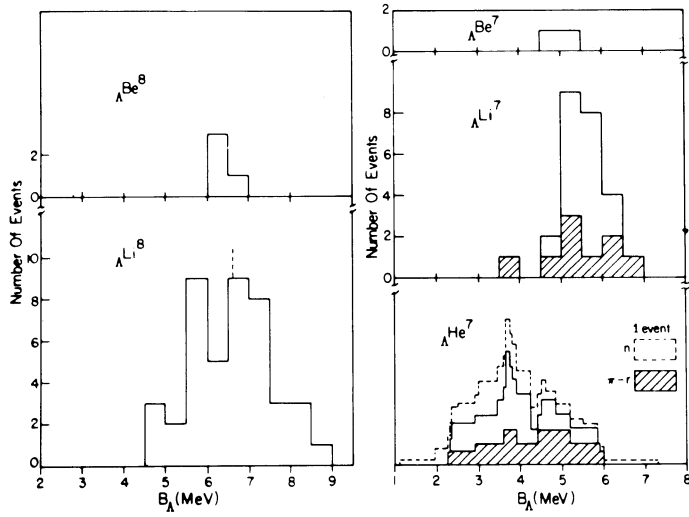 ΛBe⁸
Number Of Events
2
0
ΛLi⁸
10
8
6
4
2
0
2 3 4 5 6 7 8 9
B_Λ (MeV)
2
0
ΛBe⁷
ΛLi⁷
Number Of Events
8
6
4
2
0
ΛHe⁷
1 event
n
π-r
1 2 3 4 5 6 7 8
B_Λ (MeV)